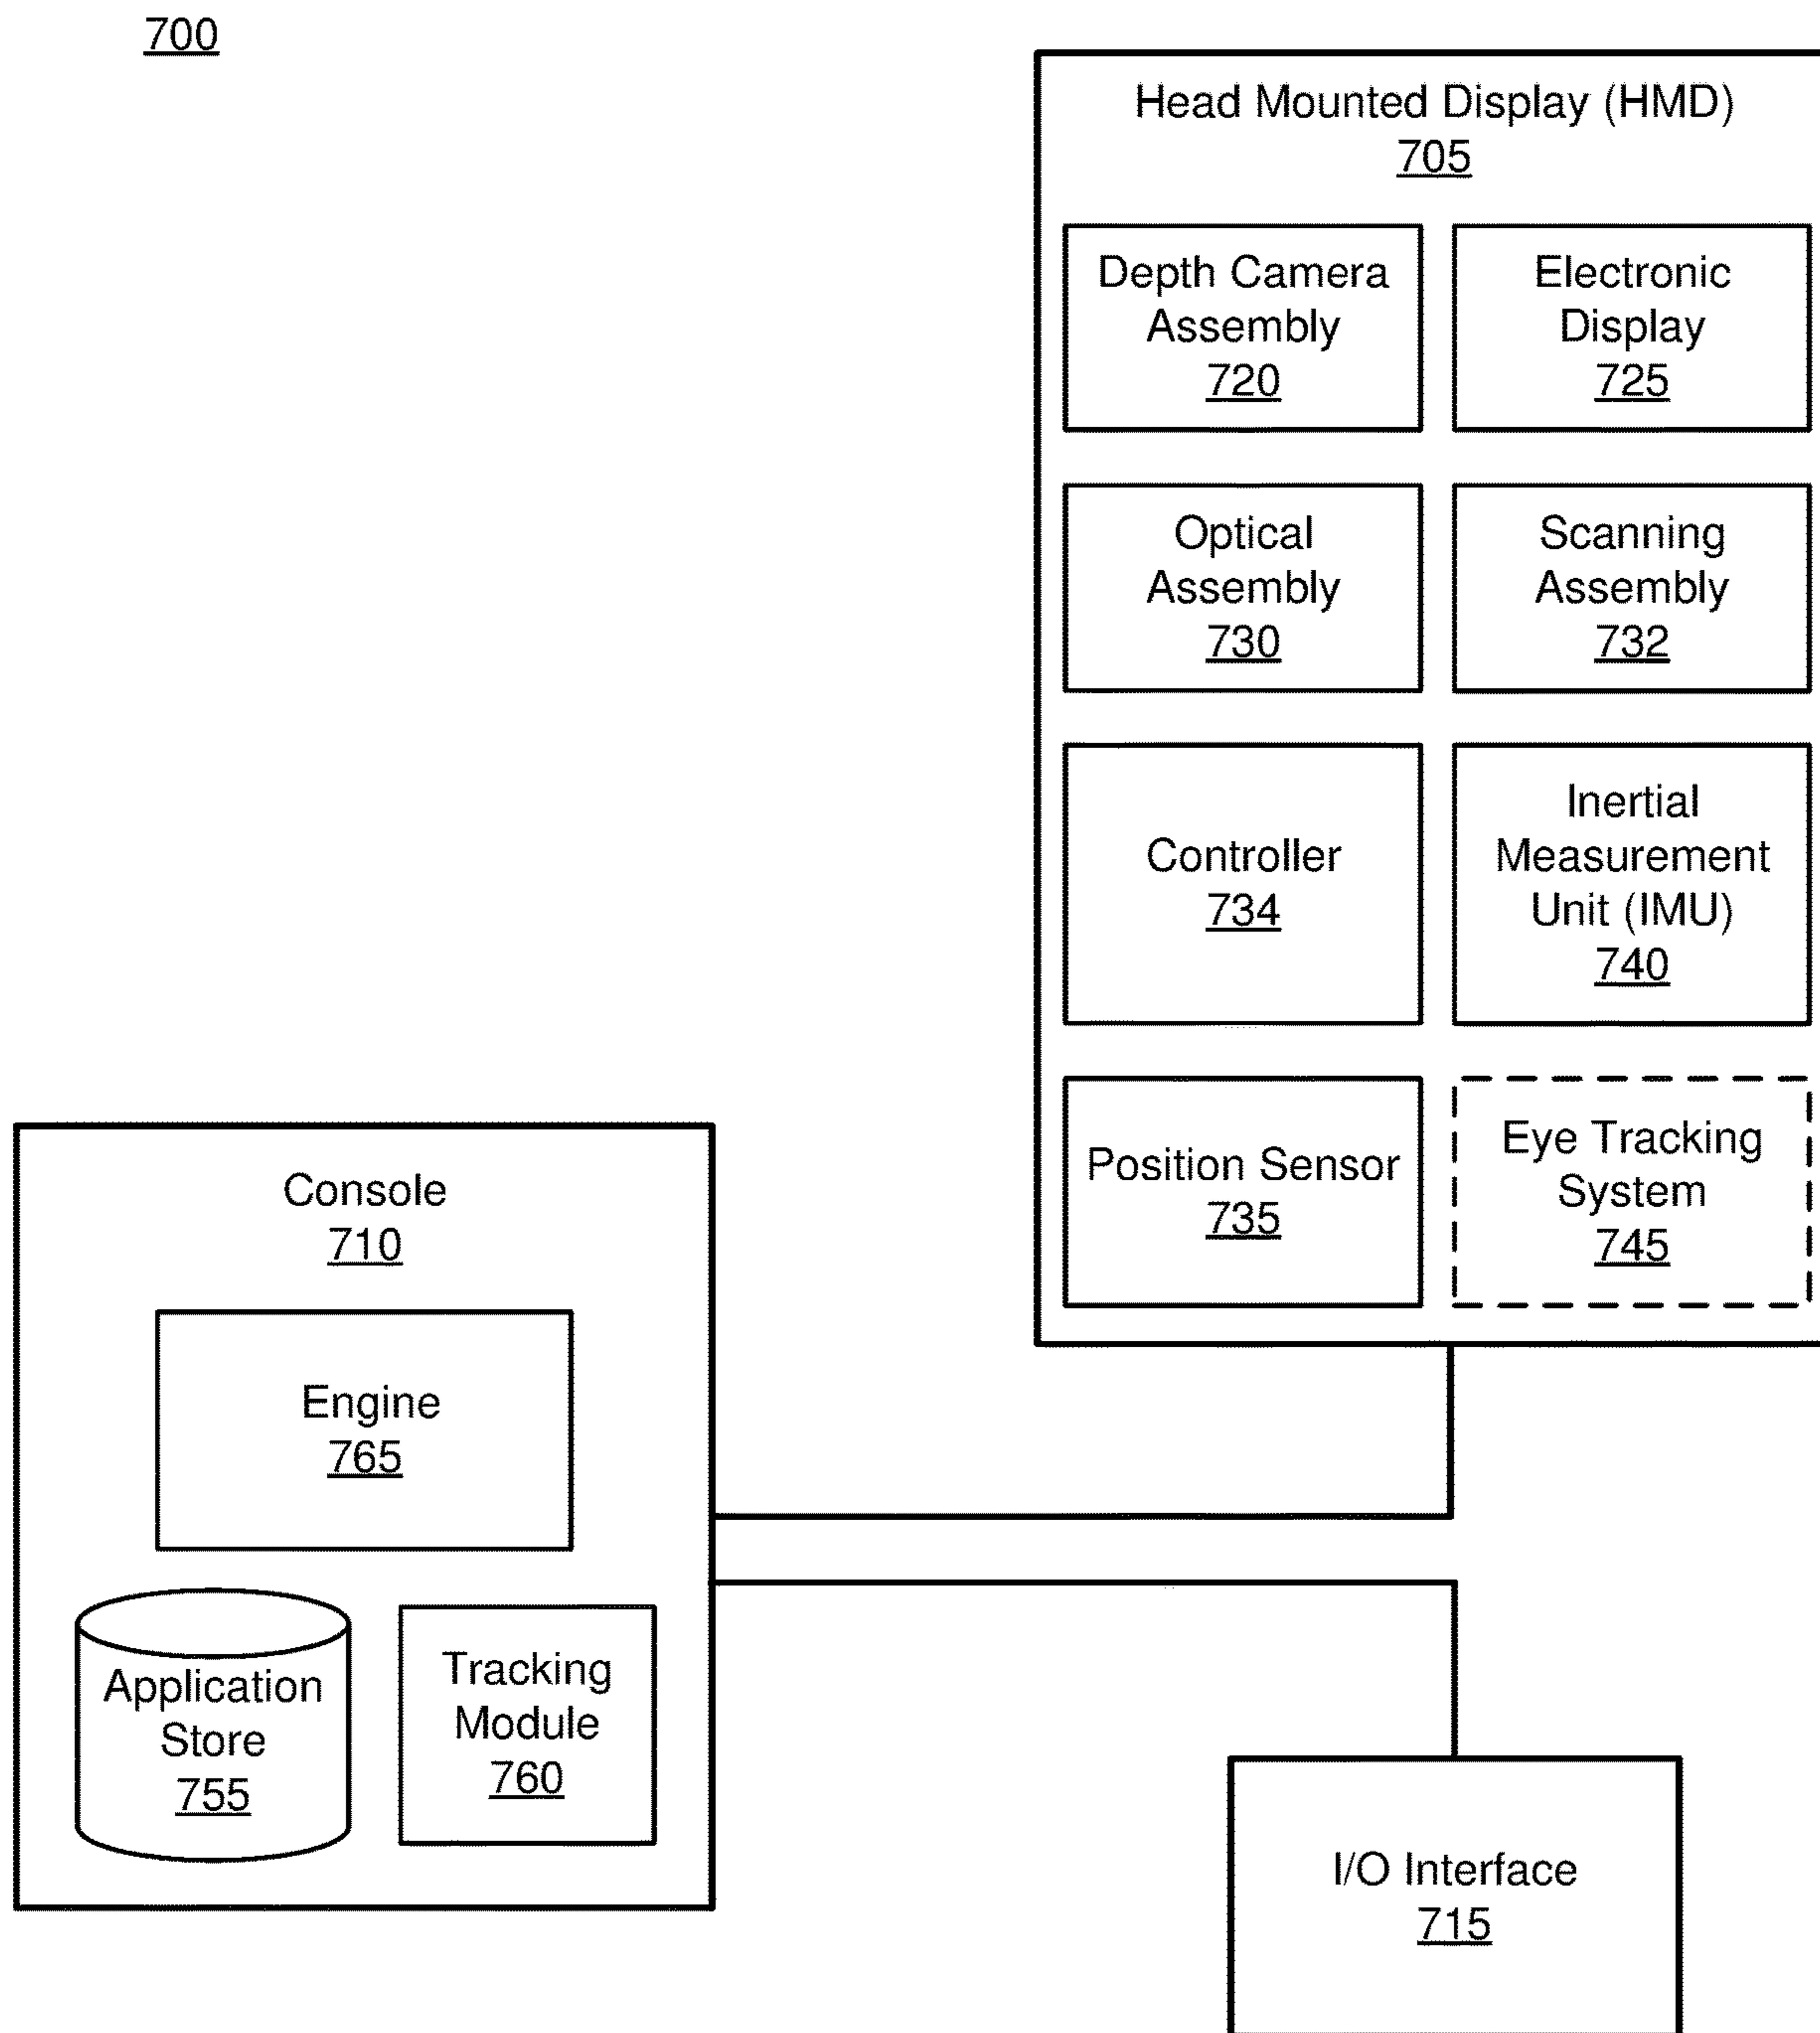 700
Head Mounted Display (HMD)
705
Depth Camera
Assembly
720
Electronic
Display
725
Optical
Assembly
730
Scanning
Assembly
732
Controller
734
Inertial
Measurement
Unit (IMU)
740
Position Sensor
735
Eye Tracking
System
745
Console
710
Engine
765
Application
Store
755
Tracking
Module
760
I/O Interface
715